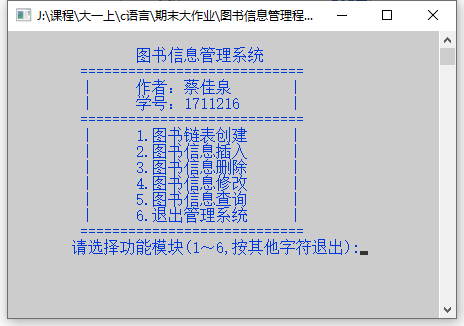 J:\课程\大一上\c语言\期末大作业\图书信息管理程...
图书信息管理系统
============================
| 作者：蔡佳泉 |
| 学号：1711216 |
============================
| 1.图书链表创建 |
| 2.图书信息插入 |
| 3.图书信息删除 |
| 4.图书信息修改 |
| 5.图书信息查询 |
| 6.退出管理系统 |
============================
请选择功能模块(1～6,按其他字符退出):